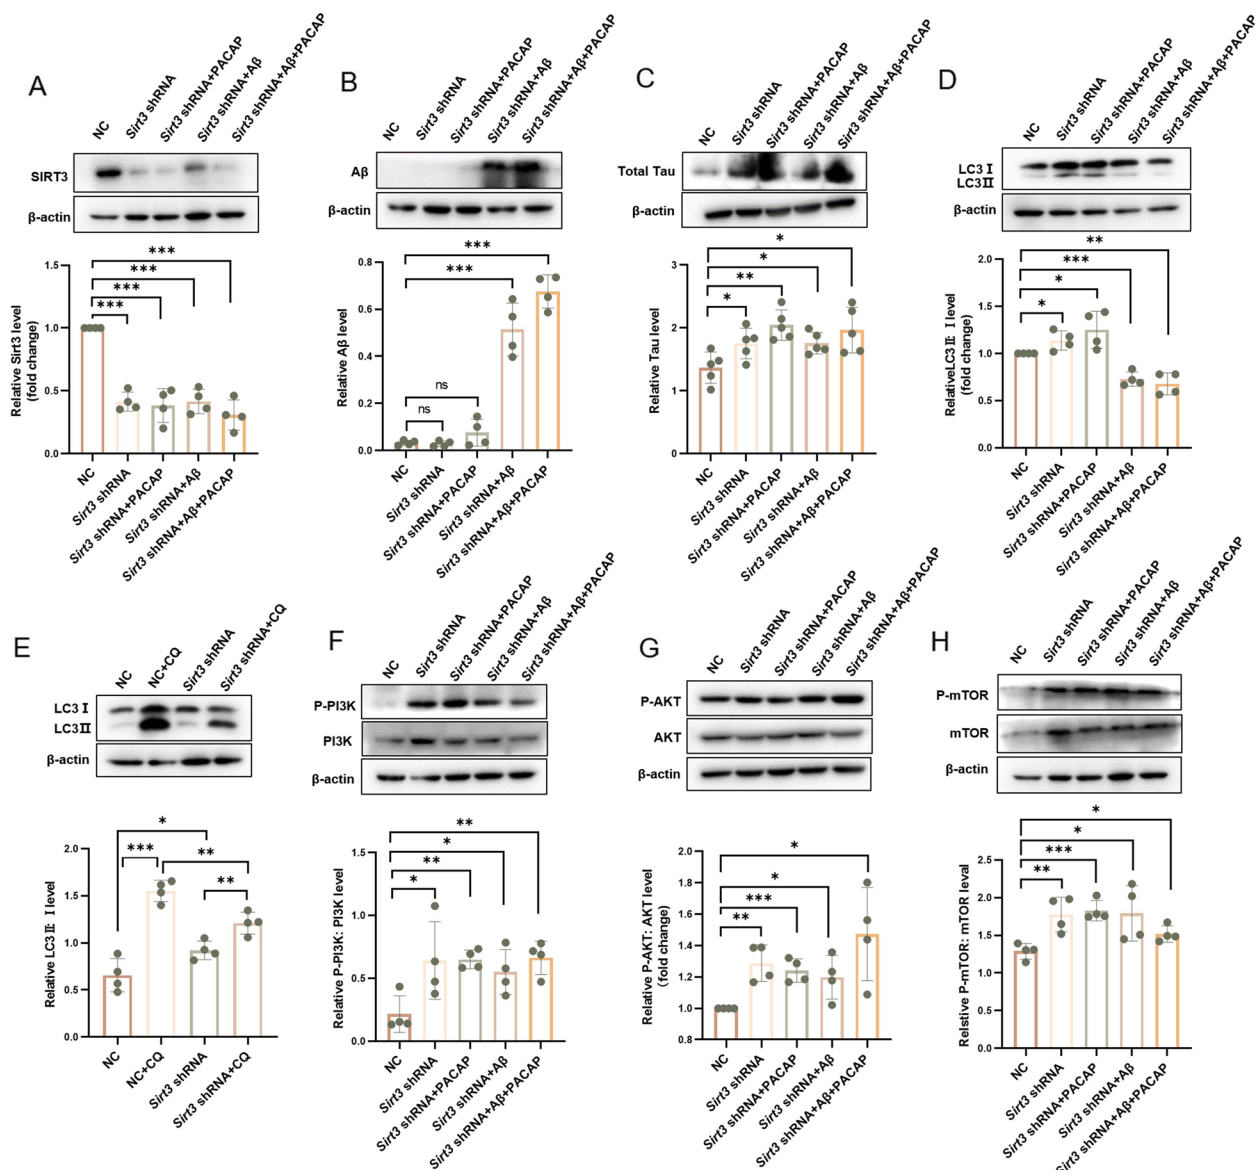 A
NC
Sirt3 shRNA
Sirt3 shRNA+PACAP
Sirt3 shRNA+Aβ
Sirt3 shRNA+Aβ+PACAP
SIRT3
β-actin
***
***
***
***
Relative Sirt3 level
(fold change)
1.5
1.0
0.5
0.0
NC
Sirt3 shRNA
Sirt3 shRNA+PACAP
Sirt3 shRNA+Aβ
Sirt3 shRNA+Aβ+PACAP
B
NC
Sirt3 shRNA
Sirt3 shRNA+PACAP
Sirt3 shRNA+Aβ
Sirt3 shRNA+Aβ+PACAP
Aβ
β-actin
***
***
ns
ns
Relative Aβ level
0.8
0.6
0.4
0.2
0.0
NC
Sirt3 shRNA
Sirt3 shRNA+PACAP
Sirt3 shRNA+Aβ
Sirt3 shRNA+Aβ+PACAP
C
NC
Sirt3 shRNA
Sirt3 shRNA+PACAP
Sirt3 shRNA+Aβ
Sirt3 shRNA+Aβ+PACAP
Total Tau
β-actin
*
*
**
*
Relative Tau level
3
2
1
0
NC
Sirt3 shRNA
Sirt3 shRNA+PACAP
Sirt3 shRNA+Aβ
Sirt3 shRNA+Aβ+PACAP
D
NC
Sirt3 shRNA
Sirt3 shRNA+PACAP
Sirt3 shRNA+Aβ
Sirt3 shRNA+Aβ+PACAP
LC3 Ⅰ
LC3Ⅱ
β-actin
**
***
*
*
RelativeLC3Ⅱ: Ⅰ level
(fold change)
2.0
1.5
1.0
0.5
0.0
NC
Sirt3 shRNA
Sirt3 shRNA+PACAP
Sirt3 shRNA+Aβ
Sirt3 shRNA+Aβ+PACAP
E
NC
NC+CQ
Sirt3 shRNA
Sirt3 shRNA+CQ
LC3 Ⅰ
LC3Ⅱ
β-actin
*
***
**
**
Relative LC3Ⅱ: Ⅰ level
2.0
1.5
1.0
0.5
0.0
NC
NC+CQ
Sirt3 shRNA
Sirt3 shRNA+CQ
F
NC
Sirt3 shRNA
Sirt3 shRNA+PACAP
Sirt3 shRNA+Aβ
Sirt3 shRNA+Aβ+PACAP
P-PI3K
PI3K
β-actin
**
*
**
*
Relative P-PI3K: PI3K level
1.5
1.0
0.5
0.0
NC
Sirt3 shRNA
Sirt3 shRNA+PACAP
Sirt3 shRNA+Aβ
Sirt3 shRNA+Aβ+PACAP
G
NC
Sirt3 shRNA
Sirt3 shRNA+PACAP
Sirt3 shRNA+Aβ
Sirt3 shRNA+Aβ+PACAP
P-AKT
AKT
β-actin
*
*
***
**
Relative P-AKT: AKT level
(fold change)
2.0
1.8
1.6
1.4
1.2
1.0
0.8
NC
Sirt3 shRNA
Sirt3 shRNA+PACAP
Sirt3 shRNA+Aβ
Sirt3 shRNA+Aβ+PACAP
H
NC
Sirt3 shRNA
Sirt3 shRNA+PACAP
Sirt3 shRNA+Aβ
Sirt3 shRNA+Aβ+PACAP
P-mTOR
mTOR
β-actin
*
*
***
**
Relstive P-mTOR: mTOR leval
2.5
2.0
1.5
1.0
0.5
0.0
NC
Sirt3 shRNA
Sirt3 shRNA+PACAP
Sirt3 shRNA+Aβ
Sirt3 shRNA+Aβ+PACAP